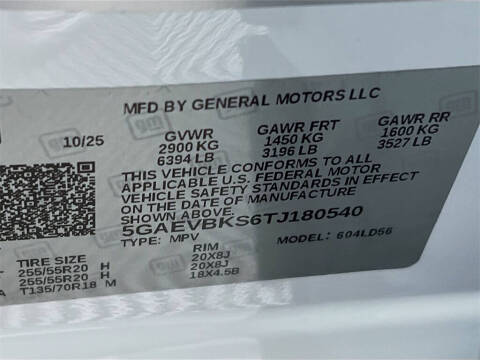 MFD BY GENERAL MOTORS LLC
10/25 GVWR GAWR FRT GAWR RR
2900 KG 1450 KG 1600 KG
6394 LB 3196 LB 3527 LB
THIS VEHICLE CONFORMS TO ALL
APPLICABLE U.S. FEDERAL MOTOR
VEHICLE SAFETY STANDARDS IN EFFECT
ON THE DATE OF MANUFACTURE
SHOWN ABOVE.
5GAEVBKS6TJ180540
TYPE: MPV MODEL: 604LD56
TIRE SIZE RIM
255/55R20 H 20X8J
255/55R20 H 20X8J
T135/70R18 M 18X4.5B